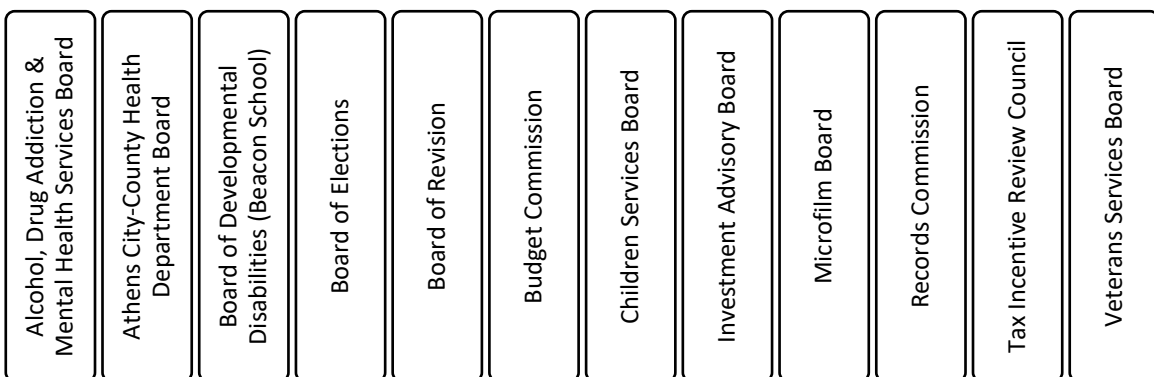 Alcohol, Drug Addiction &
Mental Health Services Board
Athens City-County Health
Department Board
Board of Developmental
Disabilities (Beacon School)
Board of Elections
Board of Revision
Budget Commission
Children Services Board
Investment Advisory Board
Microfilm Board
Records Commission
Tax Incentive Review Council
Veterans Services Board